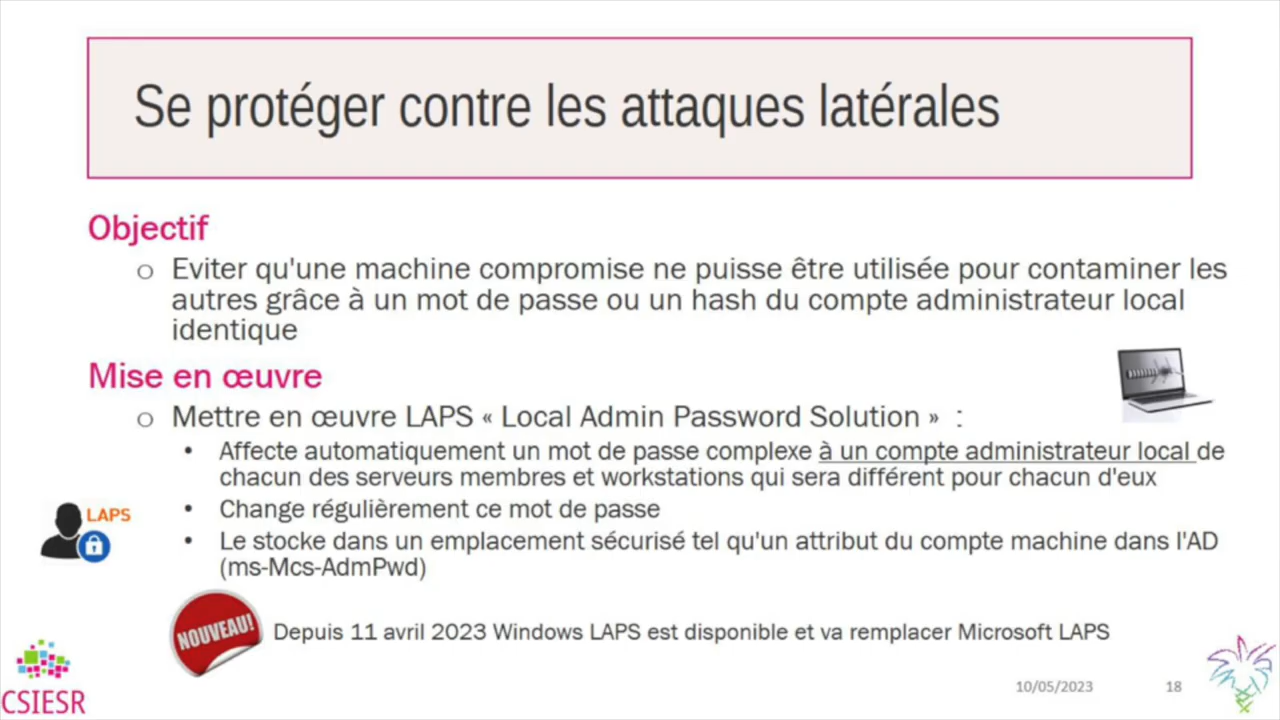 Se protéger contre les attaques latérales
Objectif
o Eviter qu'une machine compromise ne puisse être utilisée pour contaminer les
autres grâce à un mot de passe ou un hash du compte administrateur local
identique
Mise en œuvre
o Mettre en œuvre LAPS « Local Admin Password Solution » :
• Affecte automatiquement un mot de passe complexe à un compte administrateur local de
chacun des serveurs membres et workstations qui sera différent pour chacun d'eux
LAPS
• Change régulièrement ce mot de passe
• Le stocke dans un emplacement sécurisé tel qu'un attribut du compte machine dans l'AD
(ms-Mcs-AdmPwd)
NOUVEAU!
Depuis 11 avril 2023 Windows LAPS est disponible et va remplacer Microsoft LAPS
10/05/2023
18
CSIESR